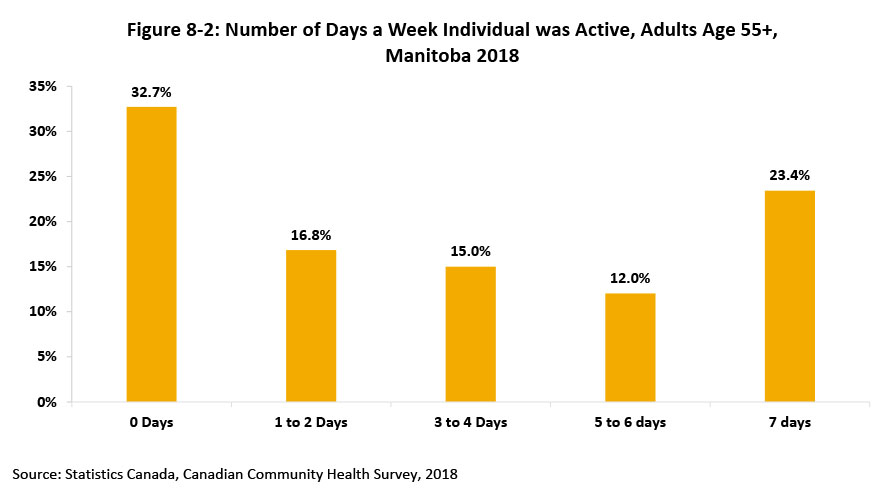 Figure 8-2: Number of Days a Week Individual was Active, Adults Age 55+,
Manitoba 2018
35%
30%
25%
20%
15%
10%
5%
0%
32.7%
16.8%
15.0%
12.0%
23.4%
0 Days
1 to 2 Days
3 to 4 Days
5 to 6 days
7 days
Source: Statistics Canada, Canadian Community Health Survey, 2018